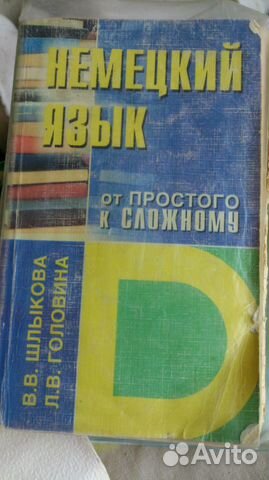 НЕМЕЦКИЙ
ЯЗЫК
ОТ ПРОСТОГО
К СЛОЖНОМУ
В.В. ШЛЫКОВА
Л.В. ГОЛОВИНА
D
Avito